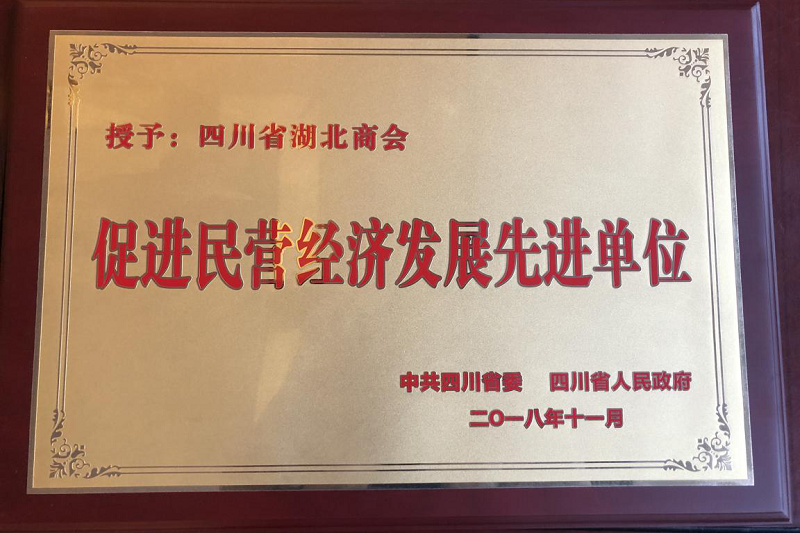 授予：四川省湖北商会
促进民营经济发展先进单位
中共四川省委 四川省人民政府
二〇一八年十一月